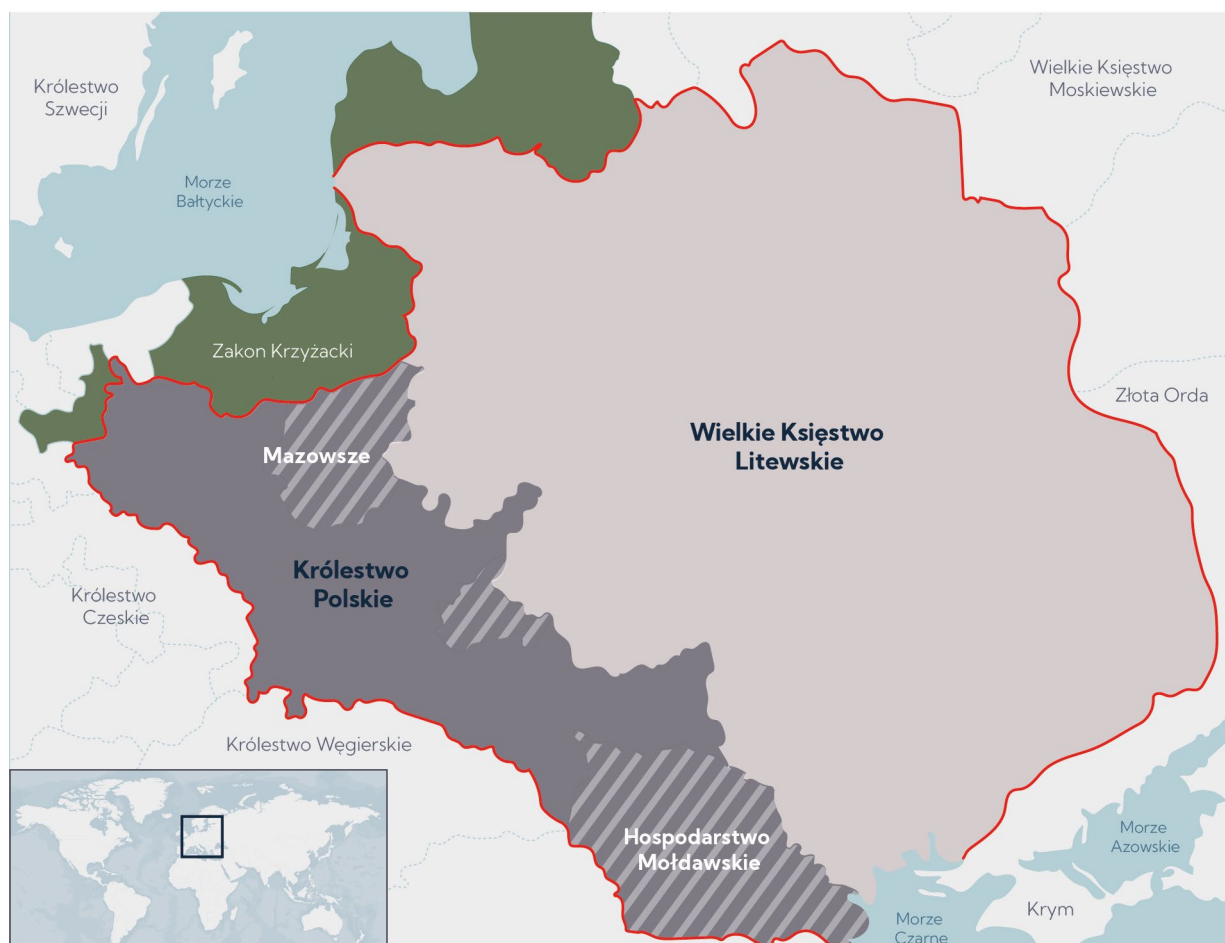 Królestwo
Szwecji
Wielkie Księstwo
Moskiewskie
Morze
Bałtyckie
Zakon Krzyżacki
Złota Orda
Mazowsze
Wielkie Księstwo
Litewskie
Królestwo
Polskie
Królestwo
Czeskie
Królestwo Węgierskie
Hospodarstwo
Mołdawskie
Morze
Azowskie
Krym
Morze
Czarne